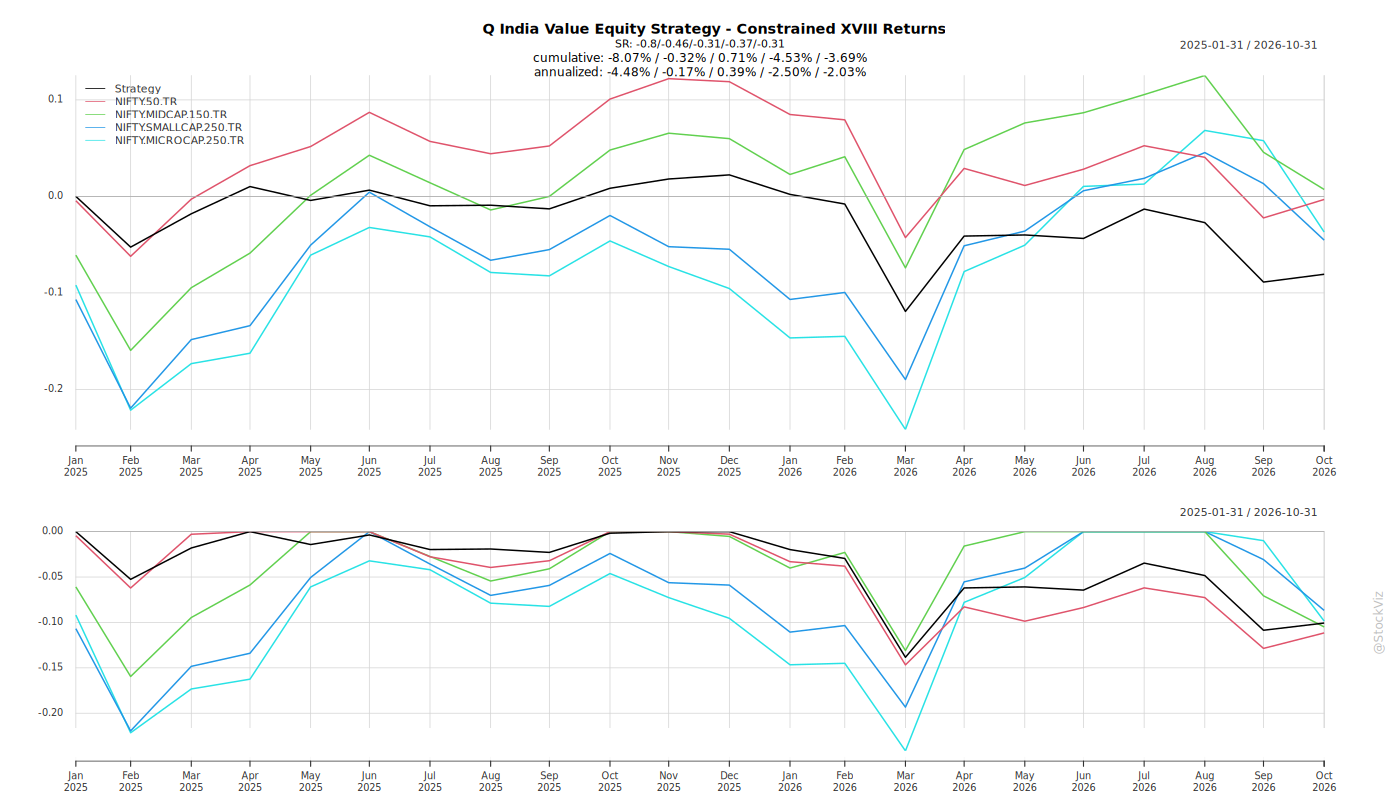 Q India Value Equity Strategy - Constrained XVIII Returns
SR: -0.8/-0.46/-0.31/-0.37/-0.31
cumulative: -8.07% / -0.32% / 0.71% / -4.53% / -3.69%
annualized: -4.48% / -0.17% / 0.39% / -2.50% / -2.03%
2025-01-31 / 2026-10-31
Strategy
NIFTY.50.TR
NIFTY.MIDCAP.150.TR
NIFTY.SMALLCAP.250.TR
NIFTY.MICROCAP.250.TR
0.1
0.0
-0.1
-0.2
Jan Feb Mar Apr May Jun Jul Aug Sep Oct Nov Dec Jan Feb Mar Apr May Jun Jul Aug Sep Oct
2025 2025 2025 2025 2025 2025 2025 2025 2025 2025 2025 2025 2026 2026 2026 2026 2026 2026 2026 2026 2026 2026
2025-01-31 / 2026-10-31
0.00
-0.05
-0.10
-0.15
-0.20
Jan Feb Mar Apr May Jun Jul Aug Sep Oct Nov Dec Jan Feb Mar Apr May Jun Jul Aug Sep Oct
2025 2025 2025 2025 2025 2025 2025 2025 2025 2025 2025 2025 2026 2026 2026 2026 2026 2026 2026 2026 2026 2026
@StockViz